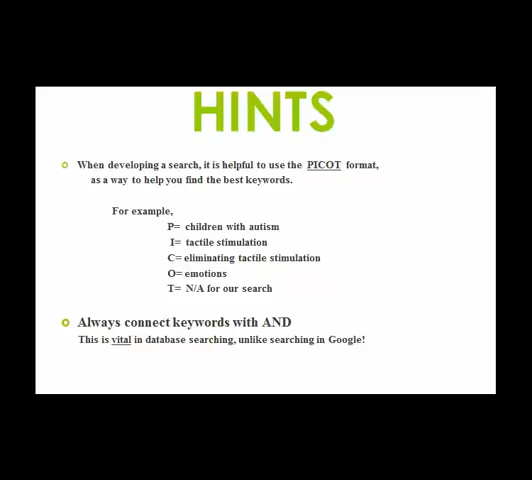 HINTS
When developing a search, it is helpful to use the PICOT format,
as a way to help you find the best keywords.
For example,
P= children with autism
I= tactile stimulation
C= eliminating tactile stimulation
O= emotions
T= N/A for our search
Always connect keywords with AND
This is vital in database searching, unlike searching in Google!